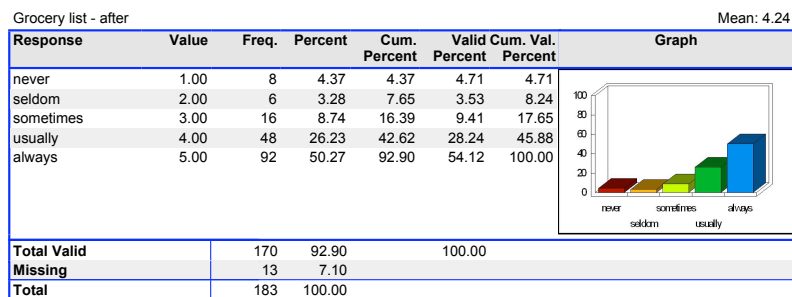 Grocery list - after Mean: 4.24
Response Value Freq. Percent Cum. Percent Valid Percent Cum. Val. Percent Graph
never 1.00 8 4.37 4.37 4.71 4.71
seldom 2.00 6 3.28 7.65 3.53 8.24
sometimes 3.00 16 8.74 16.39 9.41 17.65
usually 4.00 48 26.23 42.62 28.24 45.88
always 5.00 92 50.27 92.90 54.12 100.00
100
80
60
40
20
0
never sometimes always
seldom usually
Total Valid 170 92.90 100.00
Missing 13 7.10
Total 183 100.00